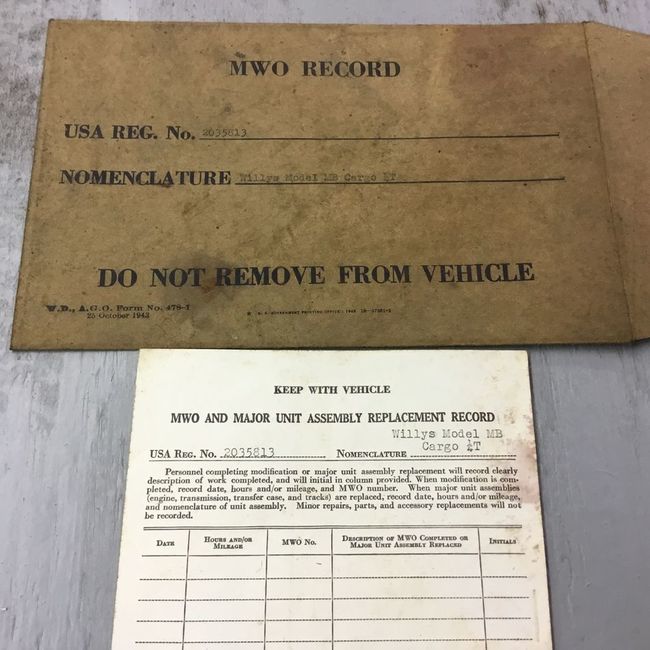 MWO RECORD
USA REG. No. 2035813
NOMENCLATURE Willys Model MB Cargo ¼T
DO NOT REMOVE FROM VEHICLE
W.D., A.G.O. Form No. 478-1
25 October 1943
U. S. GOVERNMENT PRINTING OFFICE: 1943
KEEP WITH VEHICLE
MWO AND MAJOR UNIT ASSEMBLY REPLACEMENT RECORD
Willys Model MB
USA REG. No. 2035813 NOMENCLATURE Cargo ¼T
Personnel completing modification or major unit assembly replacement will record clearly
description of work completed, and will initial in column provided. When modification is com-
pleted, record date, hours and/or mileage, and MWO number. When major unit assemblies
(engine, transmission, transfer case, and tracks) are replaced, record date, hours and/or mileage,
and nomenclature of unit assembly. Minor repairs, parts, and accessory replacements will not
be recorded.
DATE HOURS AND/OR MILEAGE MWO No. DESCRIPTION OF MWO COMPLETED OR MAJOR UNIT ASSEMBLY REPLACED INITIALS